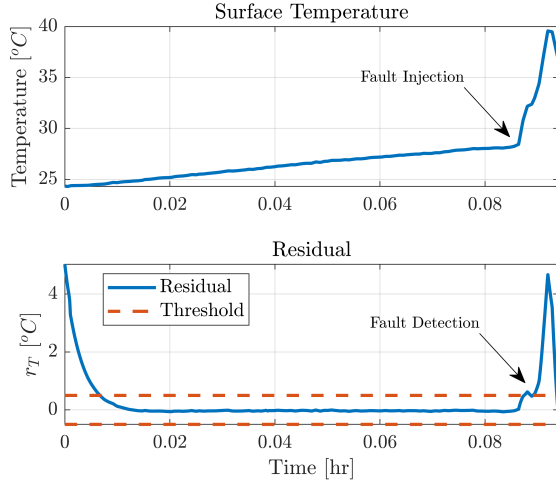 Surface Temperature
Temperature [°C]
40
35
30
25
Fault Injection
0
0.02
0.04
0.06
0.08
Residual
r_T [°C]
4
2
0
Residual
Threshold
Fault Detection
0
0.02
0.04
0.06
0.08
Time [hr]